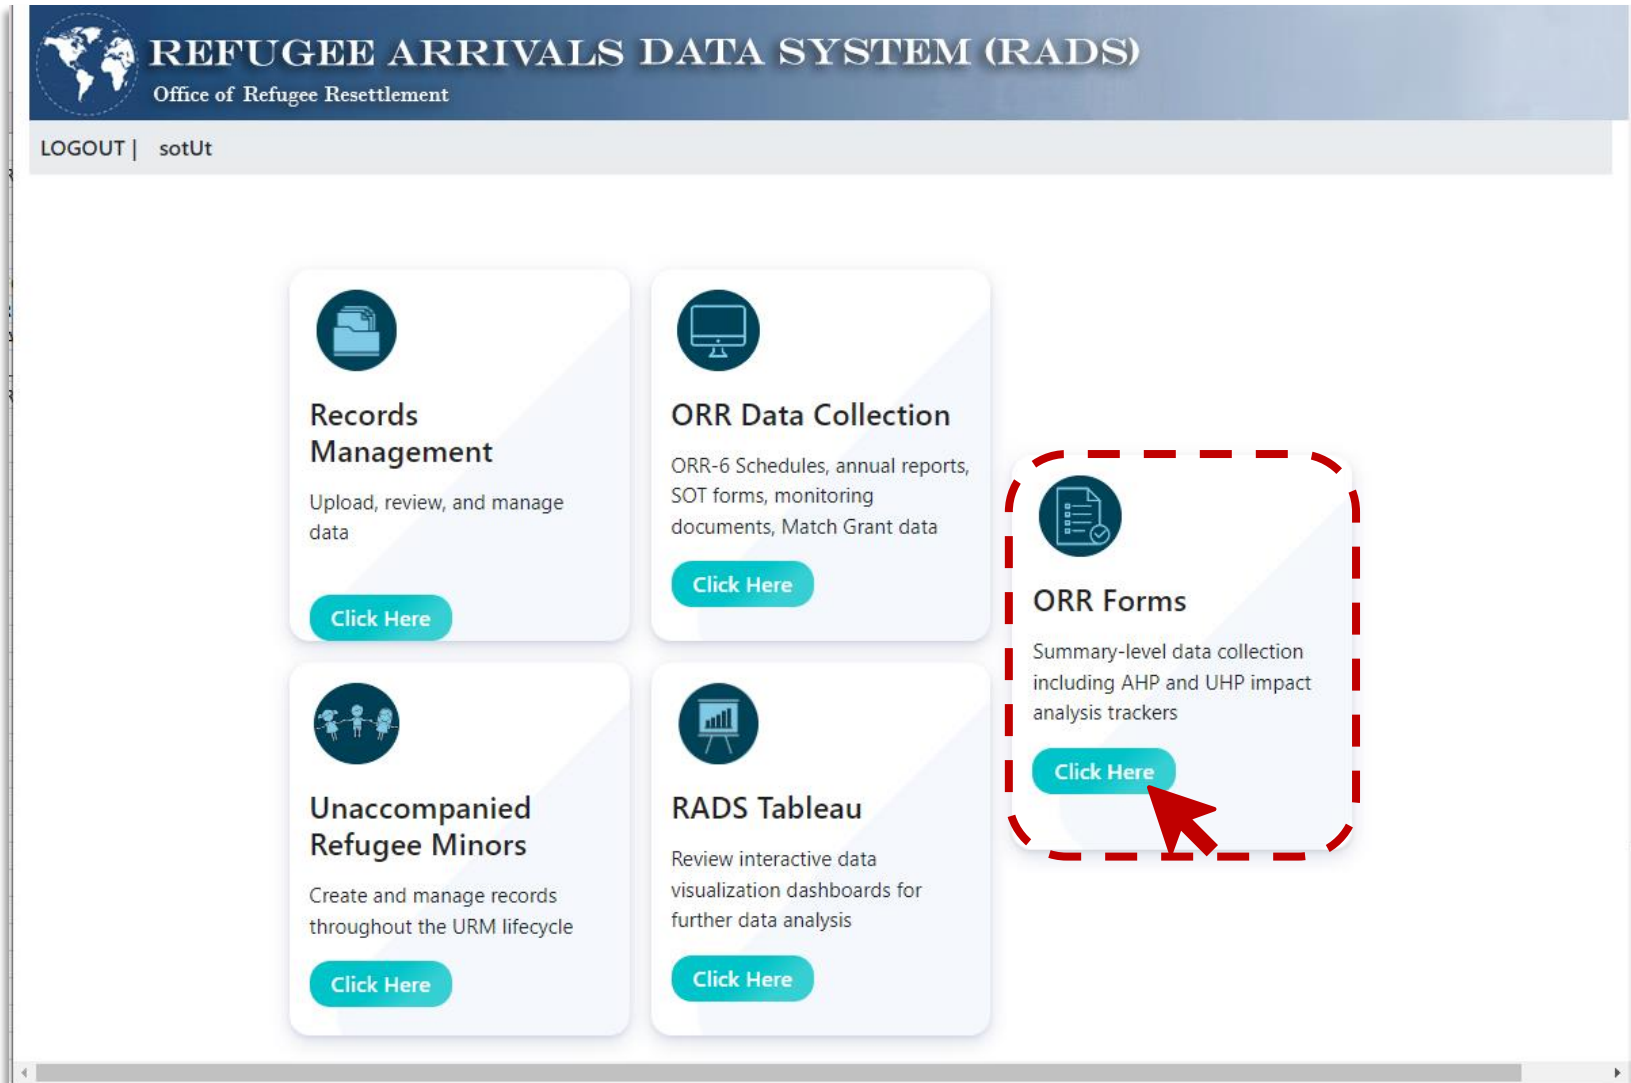 REFUGEE ARRIVALS DATA SYSTEM (RADS)
Office of Refugee Resettlement
LOGOUT | sotUt
Records
Management
Upload, review, and manage
data
Click Here
ORR Data Collection
ORR-6 Schedules, annual reports,
SOT forms, monitoring
documents, Match Grant data
Click Here
ORR Forms
Summary-level data collection
including AHP and UHP impact
analysis trackers
Click Here
Unaccompanied
Refugee Minors
Create and manage records
throughout the URM lifecycle
Click Here
RADS Tableau
Review interactive data
visualization dashboards for
further data analysis
Click Here